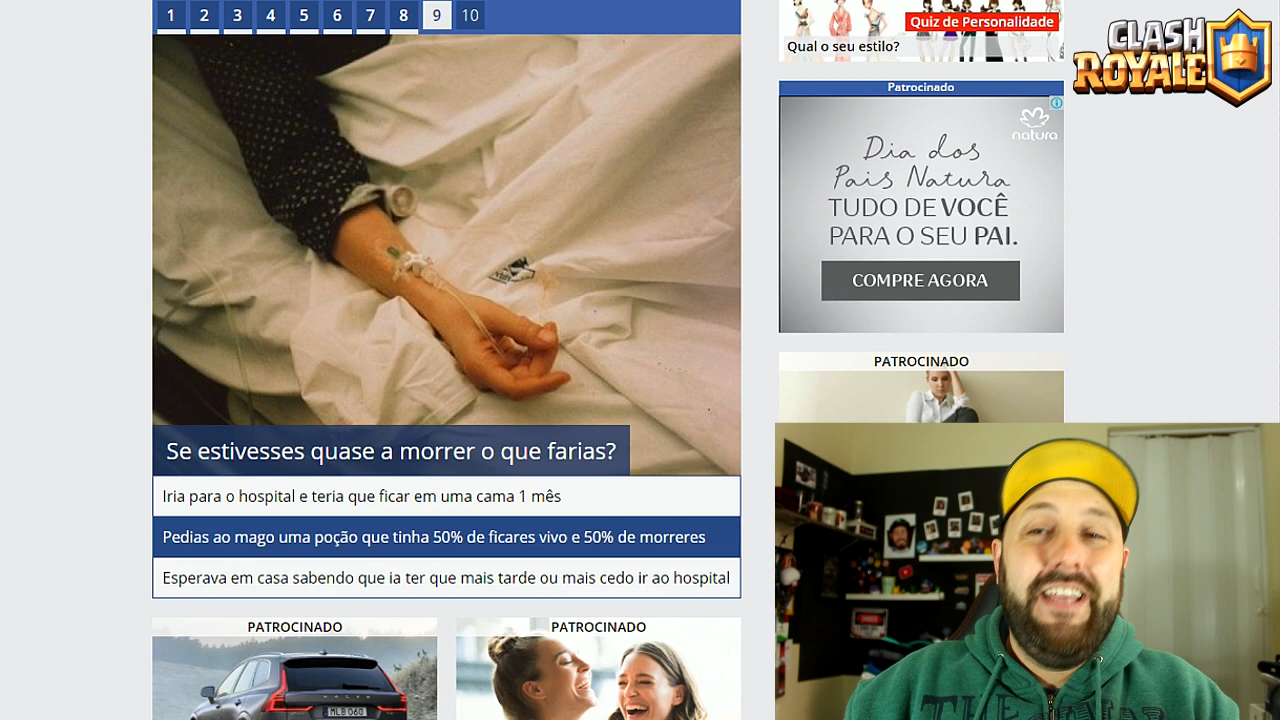 1 2 3 4 5 6 7 8 9 10
Se estivesses quase a morrer o que farias?
Iria para o hospital e teria que ficar em uma cama 1 mês
Pedias ao mago uma poção que tinha 50% de ficares vivo e 50% de morreres
Esperava em casa sabendo que ia ter que mais tarde ou mais cedo ir ao hospital
PATROCINADO
PATROCINADO
VOLVO
MLB 060
Quiz de Personalidade
Qual o seu estilo?
Patrocinado
natura
Dia dos
Pais Natura
TUDO DE VOCÊ
PARA O SEU PAI.
COMPRE AGORA
PATROCINADO
CLASH
ROYALE
DANGER